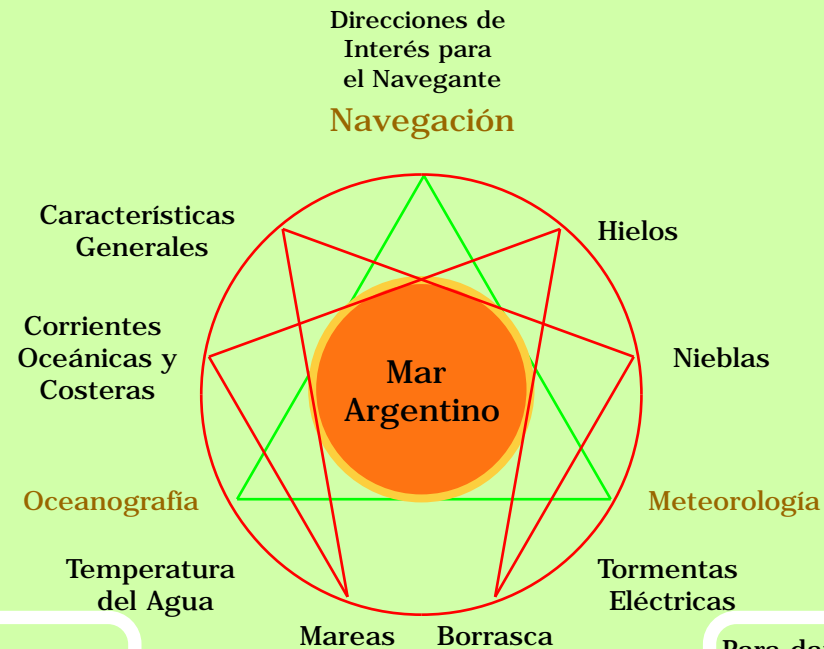 Direcciones de
Interés para
el Navegante
Navegación
Características
Generales
Hielos
Corrientes
Oceánicas y
Costeras
Nieblas
Mar
Argentino
Oceanografía
Meteorología
Temperatura
del Agua
Tormentas
Eléctricas
Mareas
Borrasca
Para